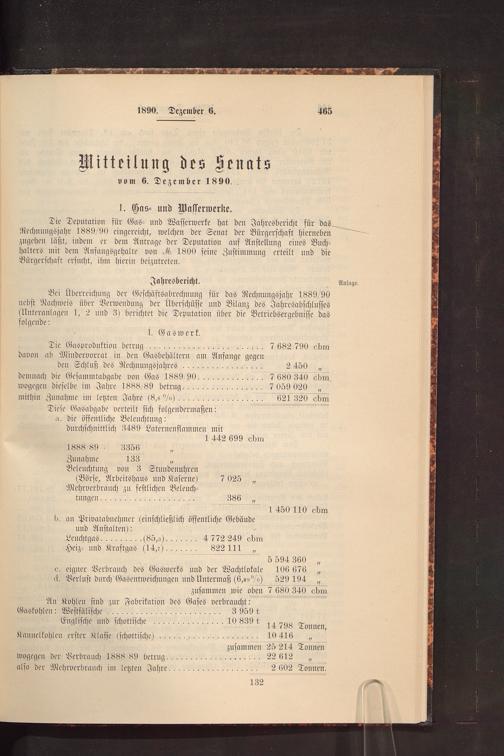 1890. Dezember 6. 465
Mitteilung des Senats
vom 6. Dezember 1890.
1. Gas- und Wasserwerke.
Die Deputation für Gas- und Wasserwerke hat den Jahresbericht für das
Rechnungsjahr 1889/90 eingereicht, welchen der Senat der Bürgerschaft hierneben
zugehen läßt, indem er dem Antrage der Deputation auf Anstellung eines Buch-
halters mit dem Anfangsgehalte von ℳ 1800 seine Zustimmung erteilt und die
Bürgerschaft ersucht, ihm hierin beizutreten.
Jahresbericht. Anlage.
Bei Überreichung der Geschäftsabrechnung für das Rechnungsjahr 1889/90
nebst Nachweis über Verwendung der Überschüsse und Bilanz des Jahresabschlusses
(Unteranlagen 1, 2 und 3) berichtet die Deputation über die Betriebsergebnisse das
folgende:
I. Gaswerk.
Die Gasproduktion betrug .................... 7 682 790 cbm
davon ab Mindervorrat in den Gasbehältern am Anfange gegen
den Schluß des Rechnungsjahres .................. 2 450 „
demnach die Gesammtabgabe von Gas 1889/90 .............. 7 680 340 cbm
wogegen dieselbe im Jahre 1888/89 betrug ................ 7 059 020 „
mithin Zunahme im letzten Jahre (8,8 %) .................. 621 320 cbm
Diese Gasabgabe verteilt sich folgendermaßen:
a. die öffentliche Beleuchtung:
durchschnittlich 3489 Laternenflammen mit
1 442 699 cbm
1888/89 3356 „
Zunahme 133 „
Beleuchtung von 3 Stundenuhren
(Börse, Arbeitshaus und Kaserne) 7 025 „
Mehrverbrauch zu festlichen Beleuch-
tungen .................... 386 „
1 450 110 cbm
b. an Privatabnehmer (einschließlich öffentliche Gebäude
und Anstalten):
Leuchtgas ......... (85,3) ....... 4 772 249 cbm
Heiz- und Kraftgas (14,7) ....... 822 111 „
5 594 360 „
c. eigner Verbrauch des Gaswerks und der Wachtlokale 106 676 „
d. Verlust durch Gasentweichungen und Untermaß (6,89 %) 529 194 „
zusammen wie oben 7 680 340 cbm
An Kohlen sind zur Fabrikation des Gases verbraucht:
Gaskohlen: Westfälische ........................ 3 959 t
Englische und schottische ............... 10 839 t
14 798 Tonnen,
Kannelkohlen erster Klasse (schottische) ..................... 10 416 „
zusammen 25 214 Tonnen
wogegen der Verbrauch 1888/89 betrug ................... 22 612 „
also der Mehrverbrauch im letzten Jahre ................... 2 602 Tonnen.
132